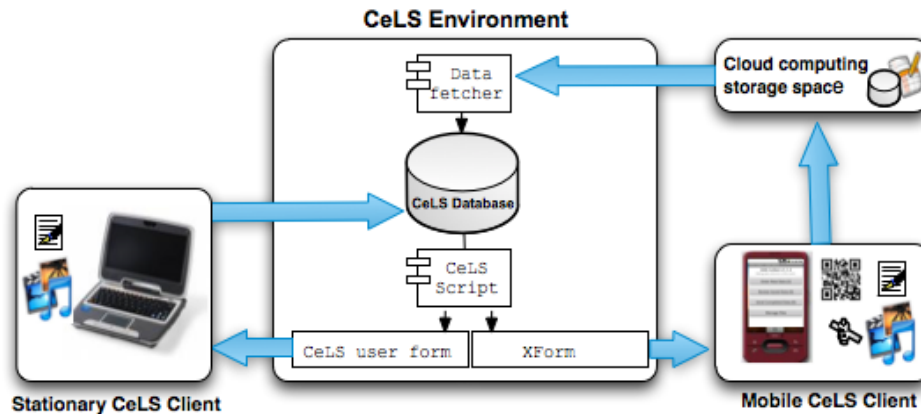 CeLS Environment
Data
fetcher
Cloud computing
storage space
CeLS Database
CeLS
Script
CeLS user form
XForm
Stationary CeLS Client
Mobile CeLS Client